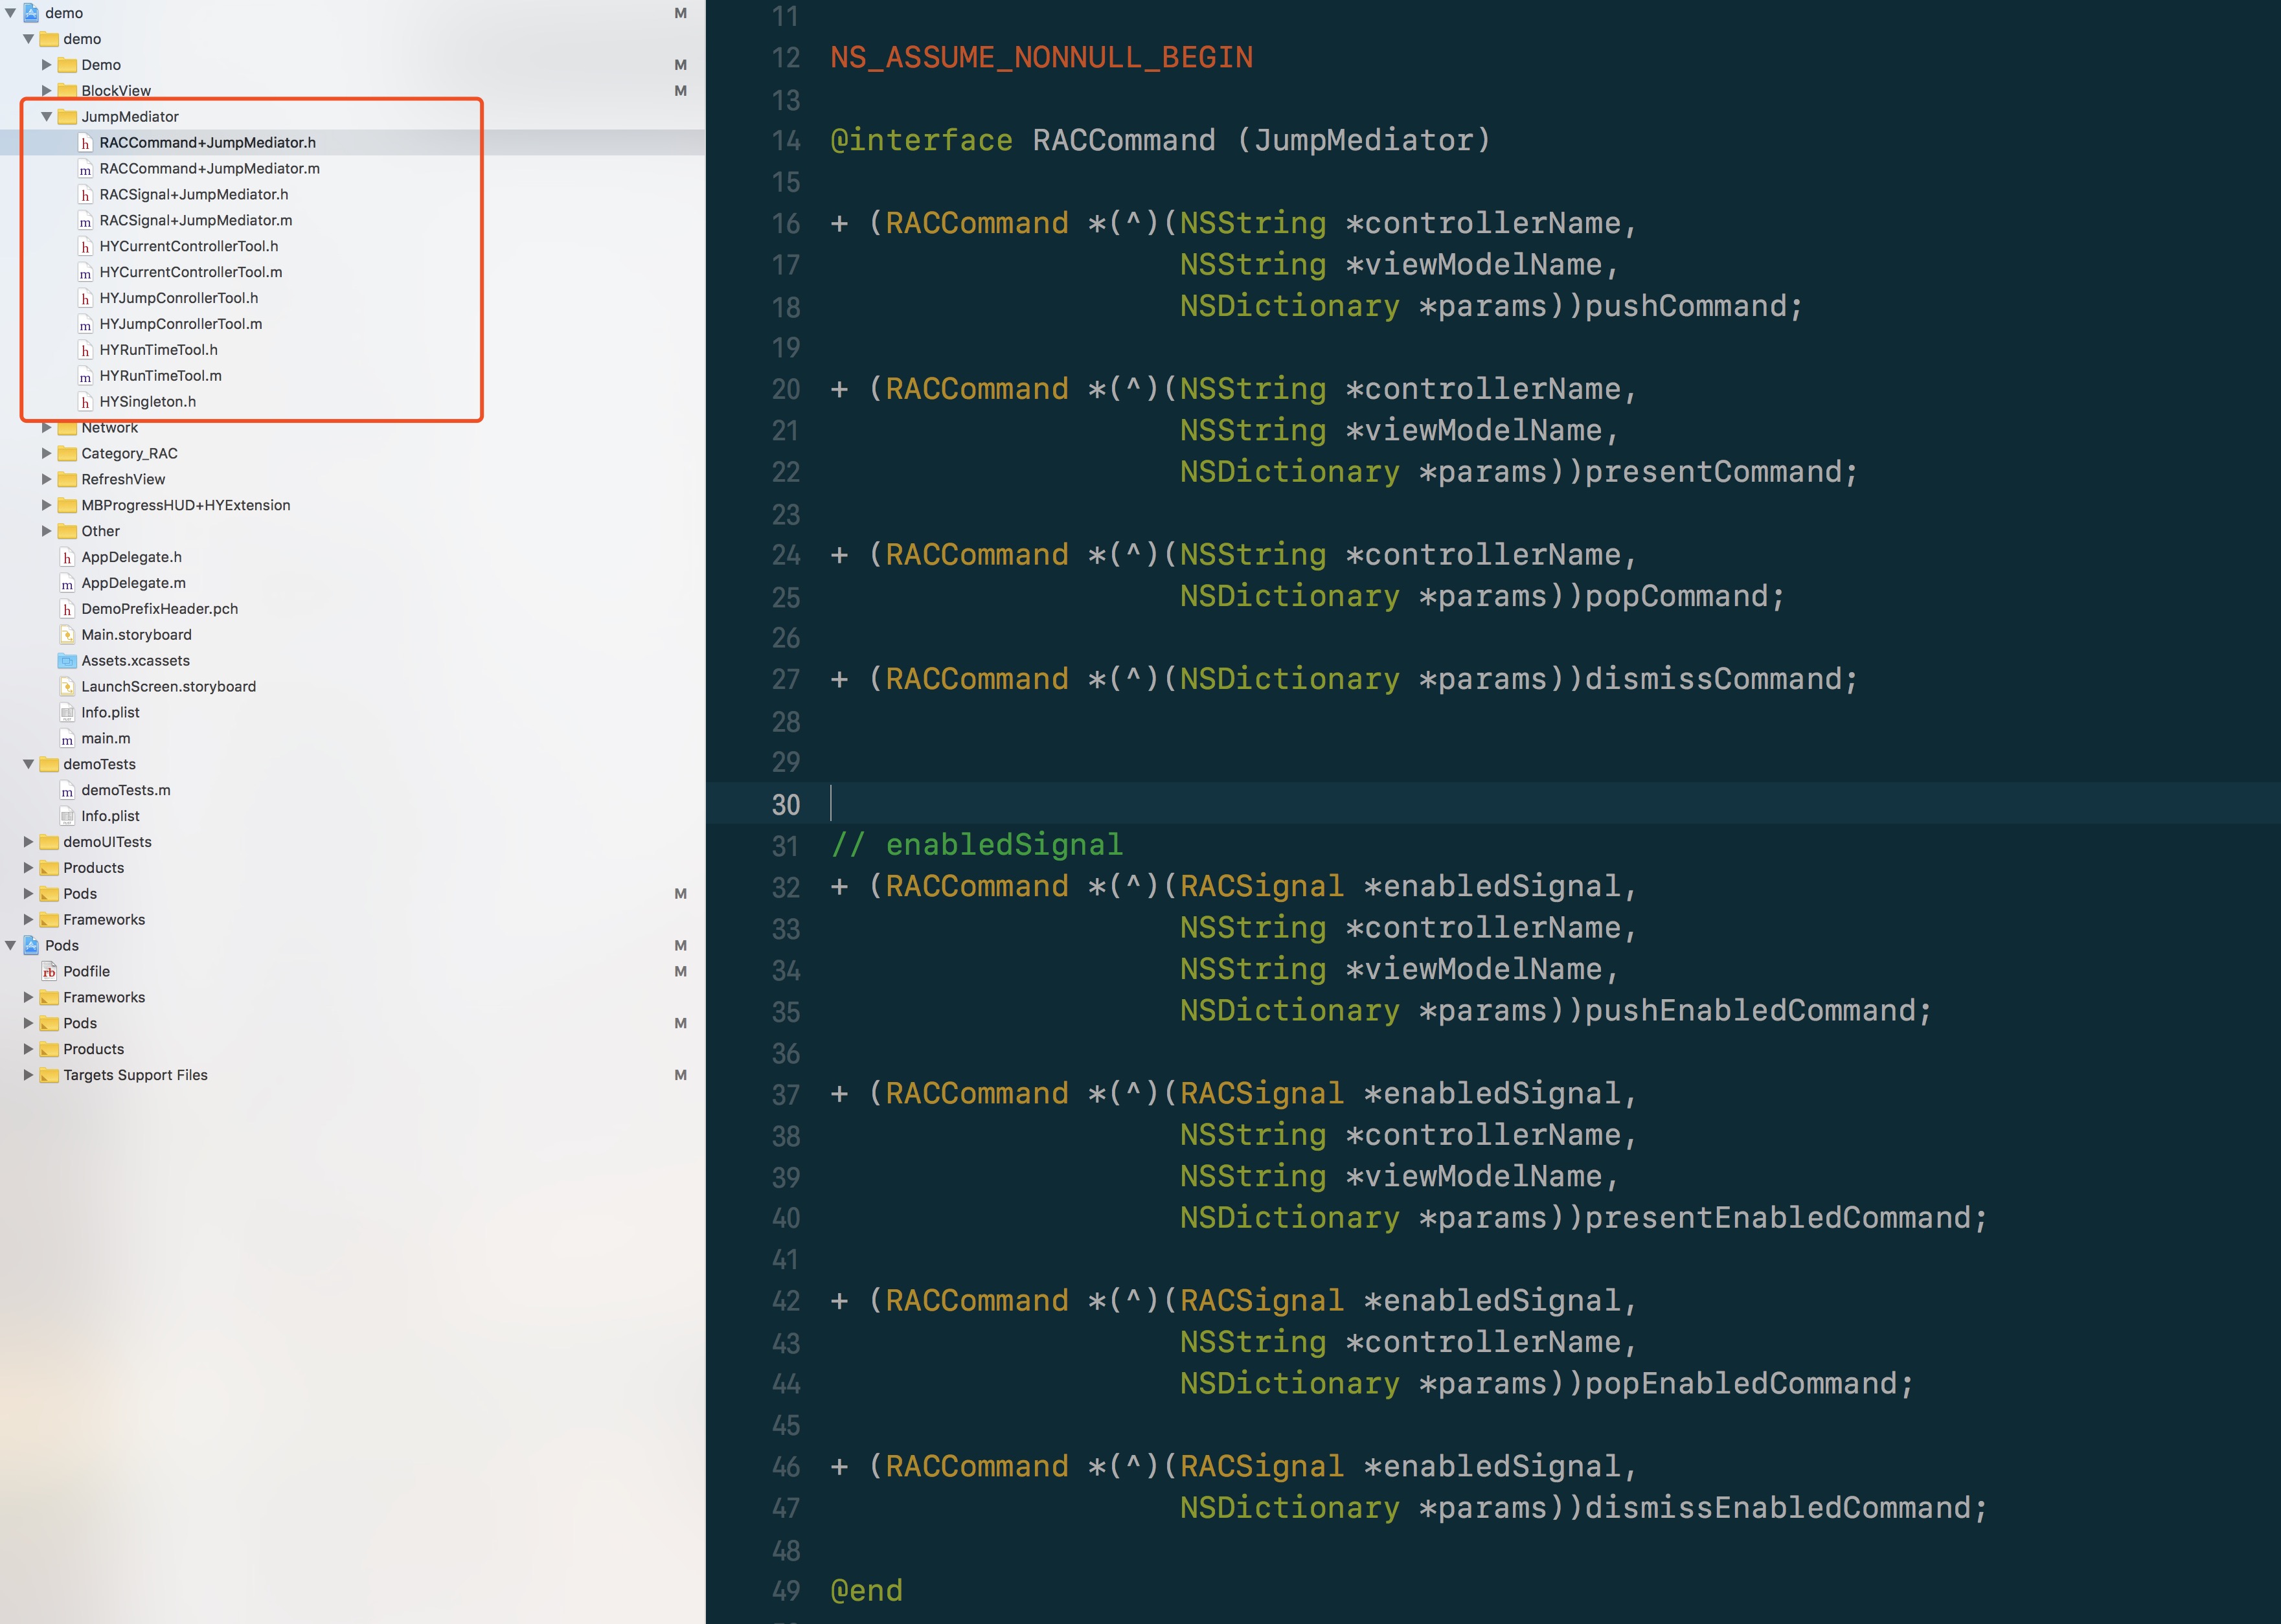 demo M
demo
Demo M
BlockView M
JumpMediator
RACCommand+JumpMediator.h
RACCommand+JumpMediator.m
RACSignal+JumpMediator.h
RACSignal+JumpMediator.m
HYCurrentControllerTool.h
HYCurrentControllerTool.m
HYJumpConrollerTool.h
HYJumpConrollerTool.m
HYRunTimeTool.h
HYRunTimeTool.m
HYSingleton.h
Network
Category_RAC
RefreshView
MBProgressHUD+HYExtension
Other
AppDelegate.h
AppDelegate.m
DemoPrefixHeader.pch
Main.storyboard
Assets.xcassets
LaunchScreen.storyboard
Info.plist
main.m
demoTests
demoTests.m
Info.plist
demoUITests
Products
Pods M
Frameworks
Pods M
Podfile M
Frameworks
Pods M
Products
Targets Support Files M
11
12 NS_ASSUME_NONNULL_BEGIN
13
14 @interface RACCommand (JumpMediator)
15
16 + (RACCommand *(^)(NSString *controllerName,
17 NSString *viewModelName,
18 NSDictionary *params))pushCommand;
19
20 + (RACCommand *(^)(NSString *controllerName,
21 NSString *viewModelName,
22 NSDictionary *params))presentCommand;
23
24 + (RACCommand *(^)(NSString *controllerName,
25 NSDictionary *params))popCommand;
26
27 + (RACCommand *(^)(NSDictionary *params))dismissCommand;
28
29
30
31 // enabledSignal
32 + (RACCommand *(^)(RACSignal *enabledSignal,
33 NSString *controllerName,
34 NSString *viewModelName,
35 NSDictionary *params))pushEnabledCommand;
36
37 + (RACCommand *(^)(RACSignal *enabledSignal,
38 NSString *controllerName,
39 NSString *viewModelName,
40 NSDictionary *params))presentEnabledCommand;
41
42 + (RACCommand *(^)(RACSignal *enabledSignal,
43 NSString *controllerName,
44 NSDictionary *params))popEnabledCommand;
45
46 + (RACCommand *(^)(RACSignal *enabledSignal,
47 NSDictionary *params))dismissEnabledCommand;
48
49 @end